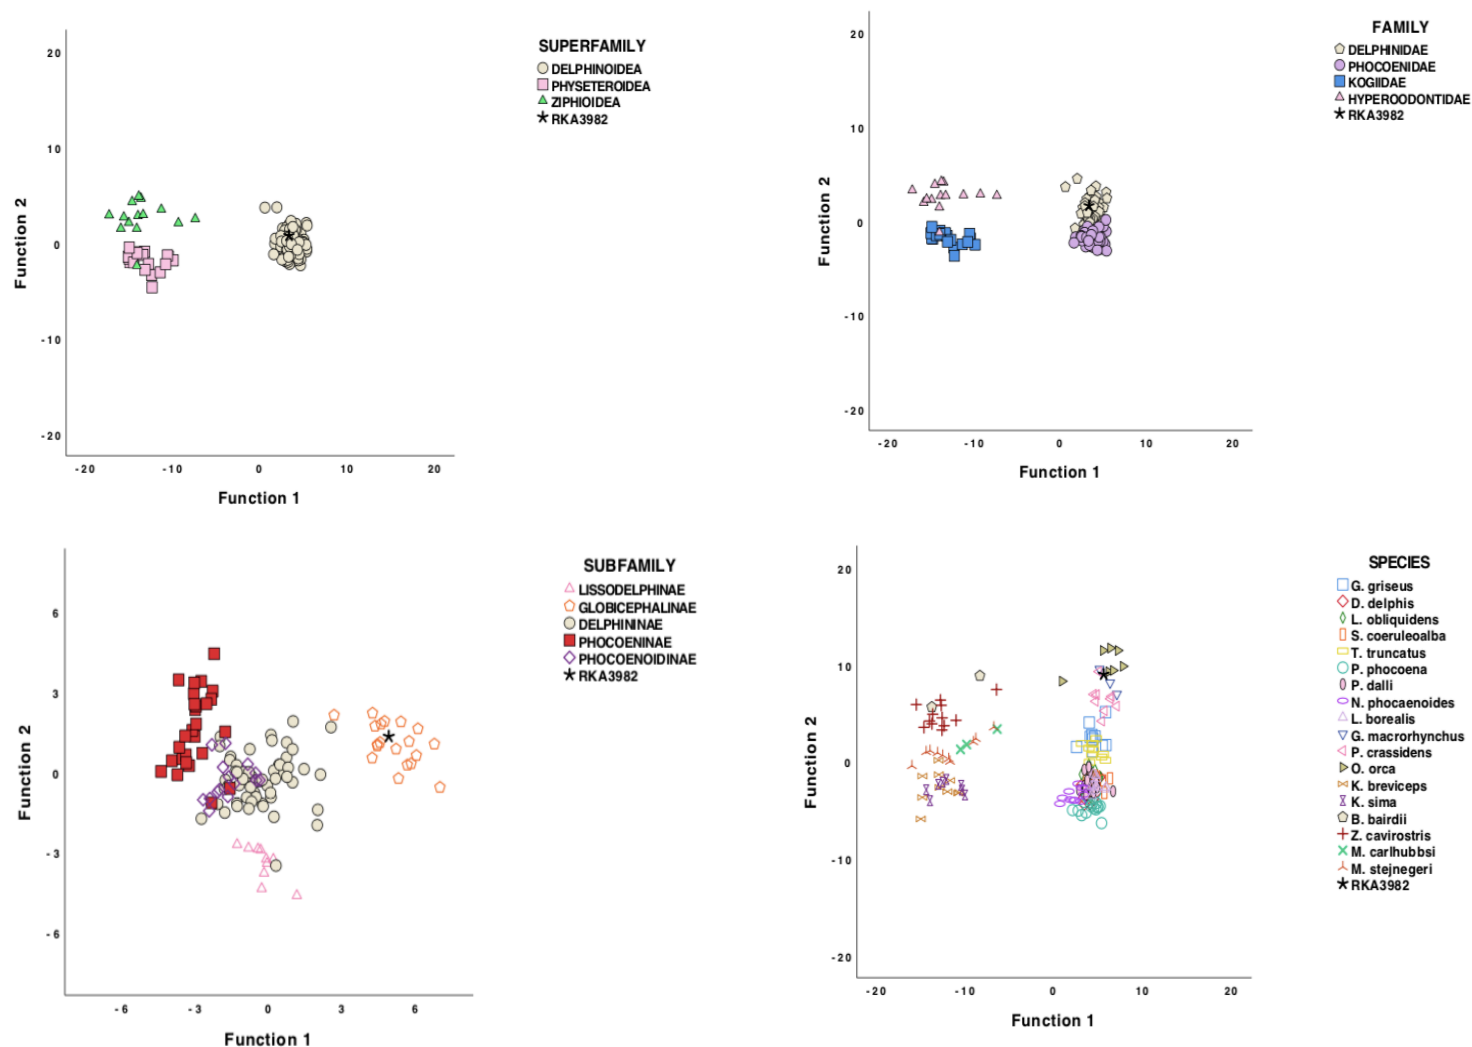 SUPERFAMILY
DELPHINOIDEA
PHYSETEROIDEA
ZIPHIOIDEA
RKA3982
20
10
0
-10
-20
Function 2
-20 -10 0 10 20
Function 1
FAMILY
DELPHINIDAE
PHOCOENIDAE
KOGIIDAE
HYPEROODONTIDAE
RKA3982
20
10
0
-10
-20
Function 2
-20 -10 0 10 20
Function 1
SUBFAMILY
LISSODELPHINAE
GLOBICEPHALINAE
DELPHININAE
PHOCOENINAE
PHOCOENOIDINAE
RKA3982
6
3
0
-3
-6
Function 2
-6 -3 0 3 6
Function 1
SPECIES
G. griseus
D. delphis
L. obliquidens
S. coeruleoalba
T. truncatus
P. phocoena
P. dalli
N. phocaenoides
L. borealis
G. macrorhynchus
P. crassidens
O. orca
K. breviceps
K. sima
B. bairdii
Z. cavirostris
M. carlhubbsi
M. stejnegeri
RKA3982
20
10
0
-10
-20
Function 2
-20 -10 0 10 20
Function 1